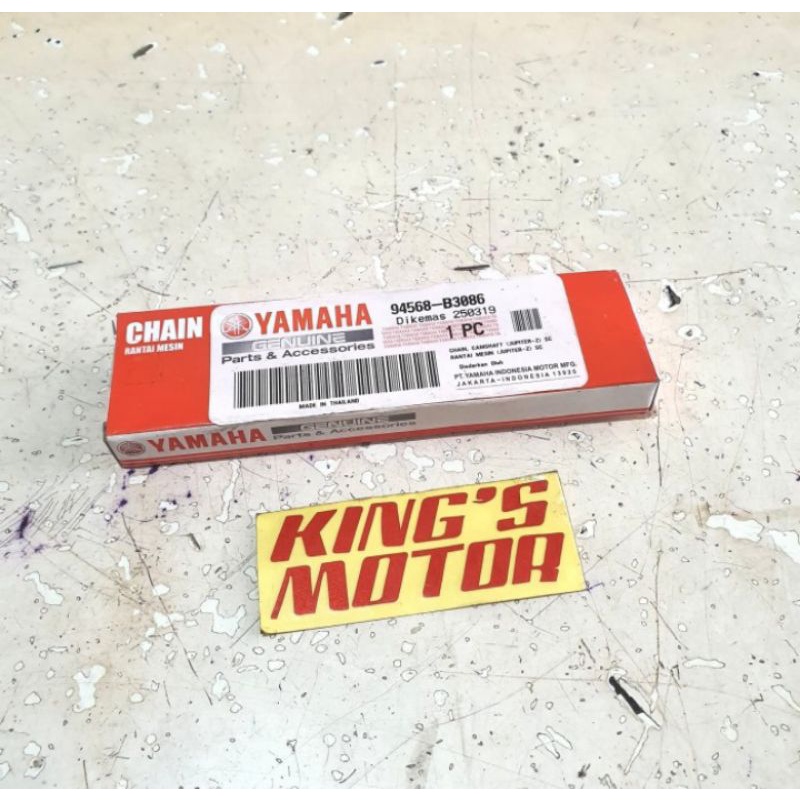 CHAIN
RANTAI MESIN
YAMAHA
GENUINE
Parts & Accessories
94568-B3086
Dikemas 250319
1 PC
CHAIN, CAMSHAFT (JUPITER-Z) SE
RANTAI MESIN (JUPITER-Z) SE
Diedarkan Oleh
PT. YAMAHA INDONESIA MOTOR MFG.
JAKARTA-INDONESIA 13920
MADE IN THAILAND
YAMAHA
GENUINE
Parts & Accessories
KING'S
MOTOR